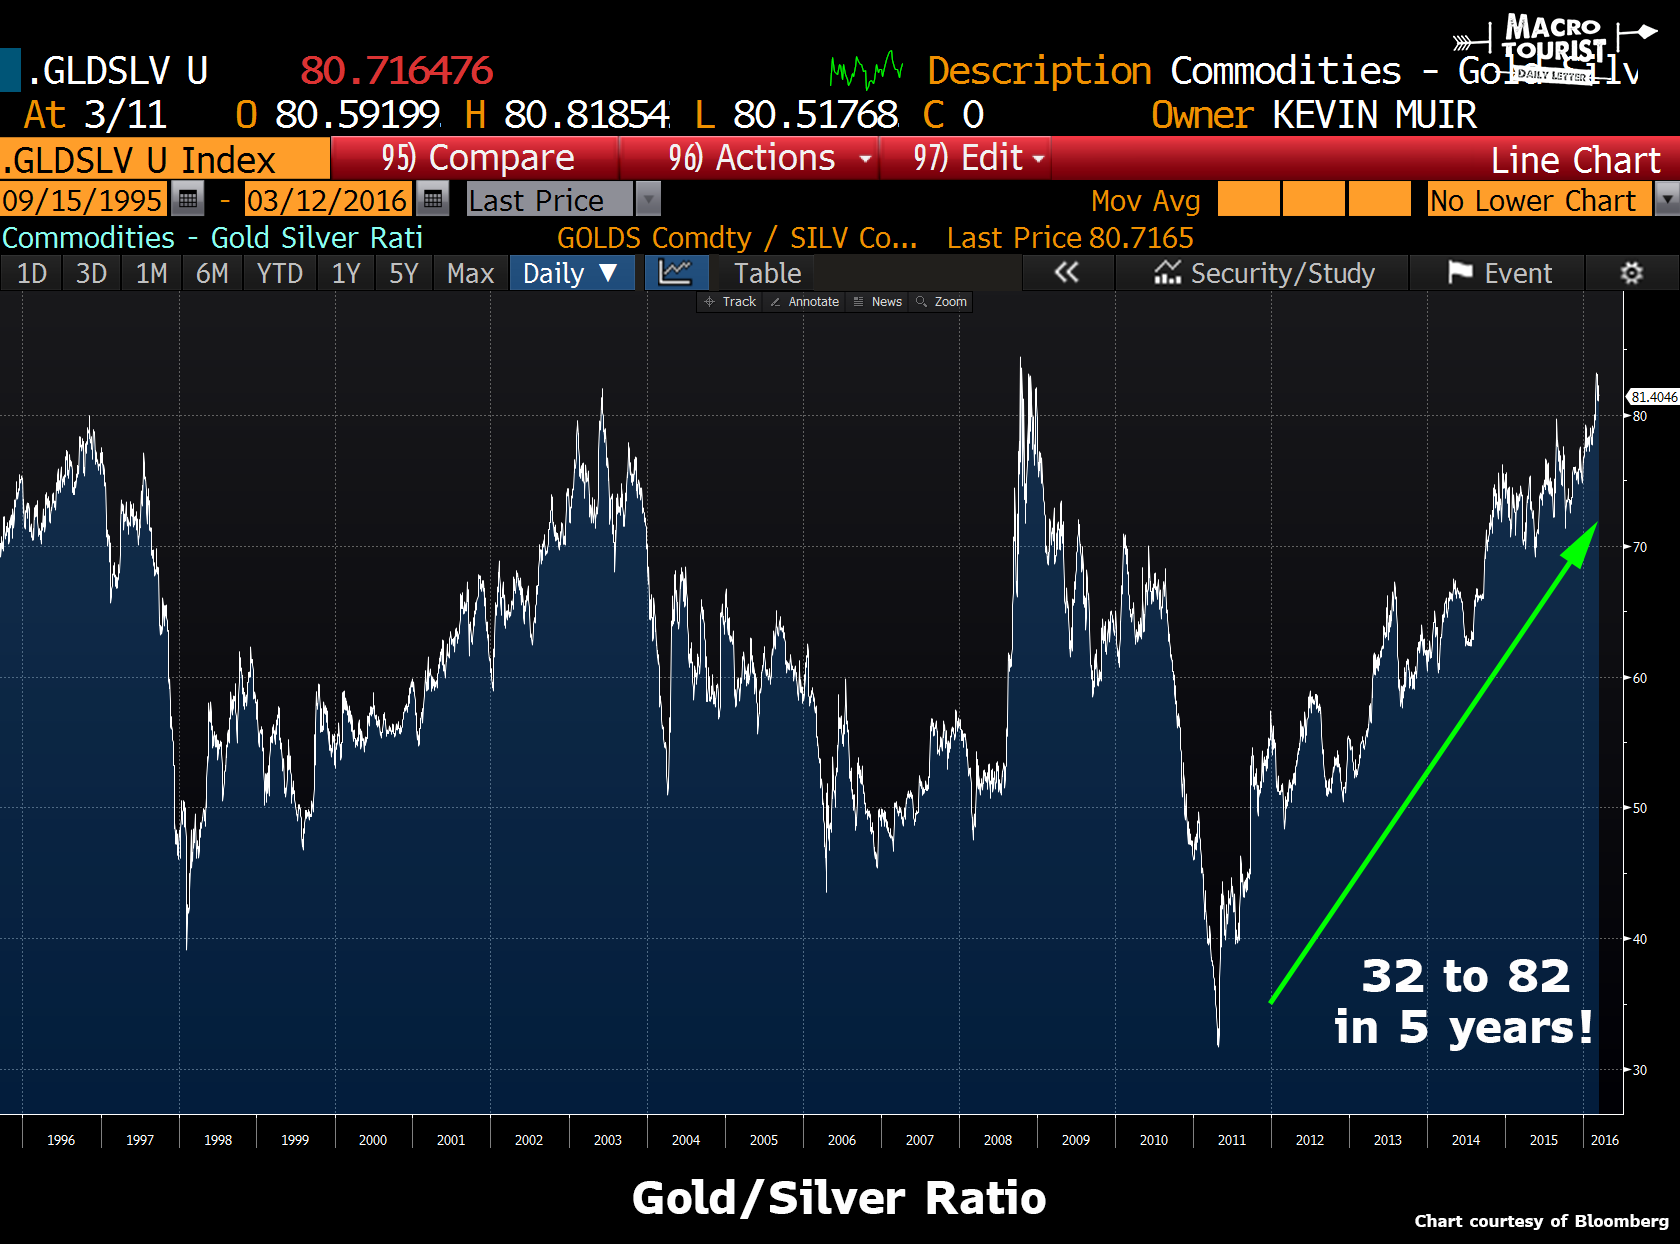 MACRO
TOURIST
DAILY LETTER
.GLDSLV U 80.716476 Description Commodities - Gold
At 3/11 O 80.59199 H 80.81854 L 80.51768 C 0 Owner KEVIN MUIR
.GLDSLV U Index 95) Compare 96) Actions 97) Edit Line Chart
09/15/1995 - 03/12/2016 Last Price Mov Avg No Lower Chart
Commodities - Gold Silver Rati GOLDS Comdty / SILV Co... Last Price 80.7165
1D 3D 1M 6M YTD 1Y 5Y Max Daily ▼ Table « Security/Study Event
Track Annotate News Zoom
81.4046
80
70
60
50
40
30
32 to 82
in 5 years!
1996 1997 1998 1999 2000 2001 2002 2003 2004 2005 2006 2007 2008 2009 2010 2011 2012 2013 2014 2015 2016
Gold/Silver Ratio
Chart courtesy of Bloomberg